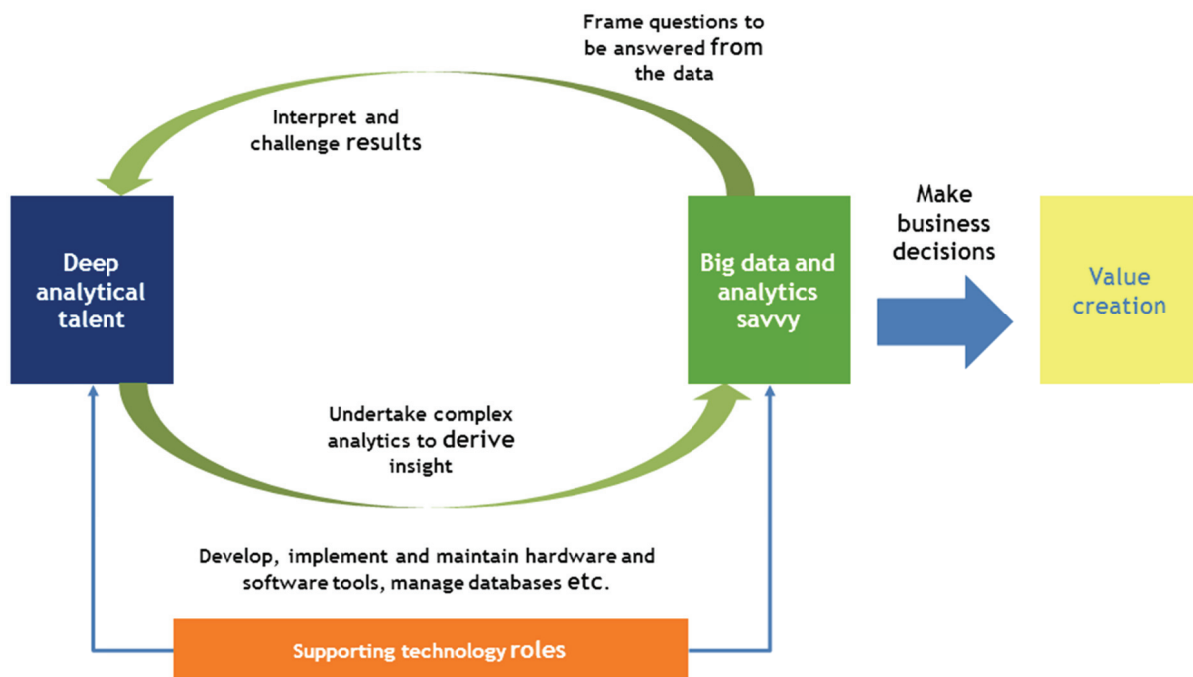 Frame questions to
be answered from
the data
Interpret and
challenge results
Deep
analytical
talent
Big data and
analytics
savvy
Make
business
decisions
Value
creation
Undertake complex
analytics to derive
insight
Develop, implement and maintain hardware and
software tools, manage databases etc.
Supporting technology roles